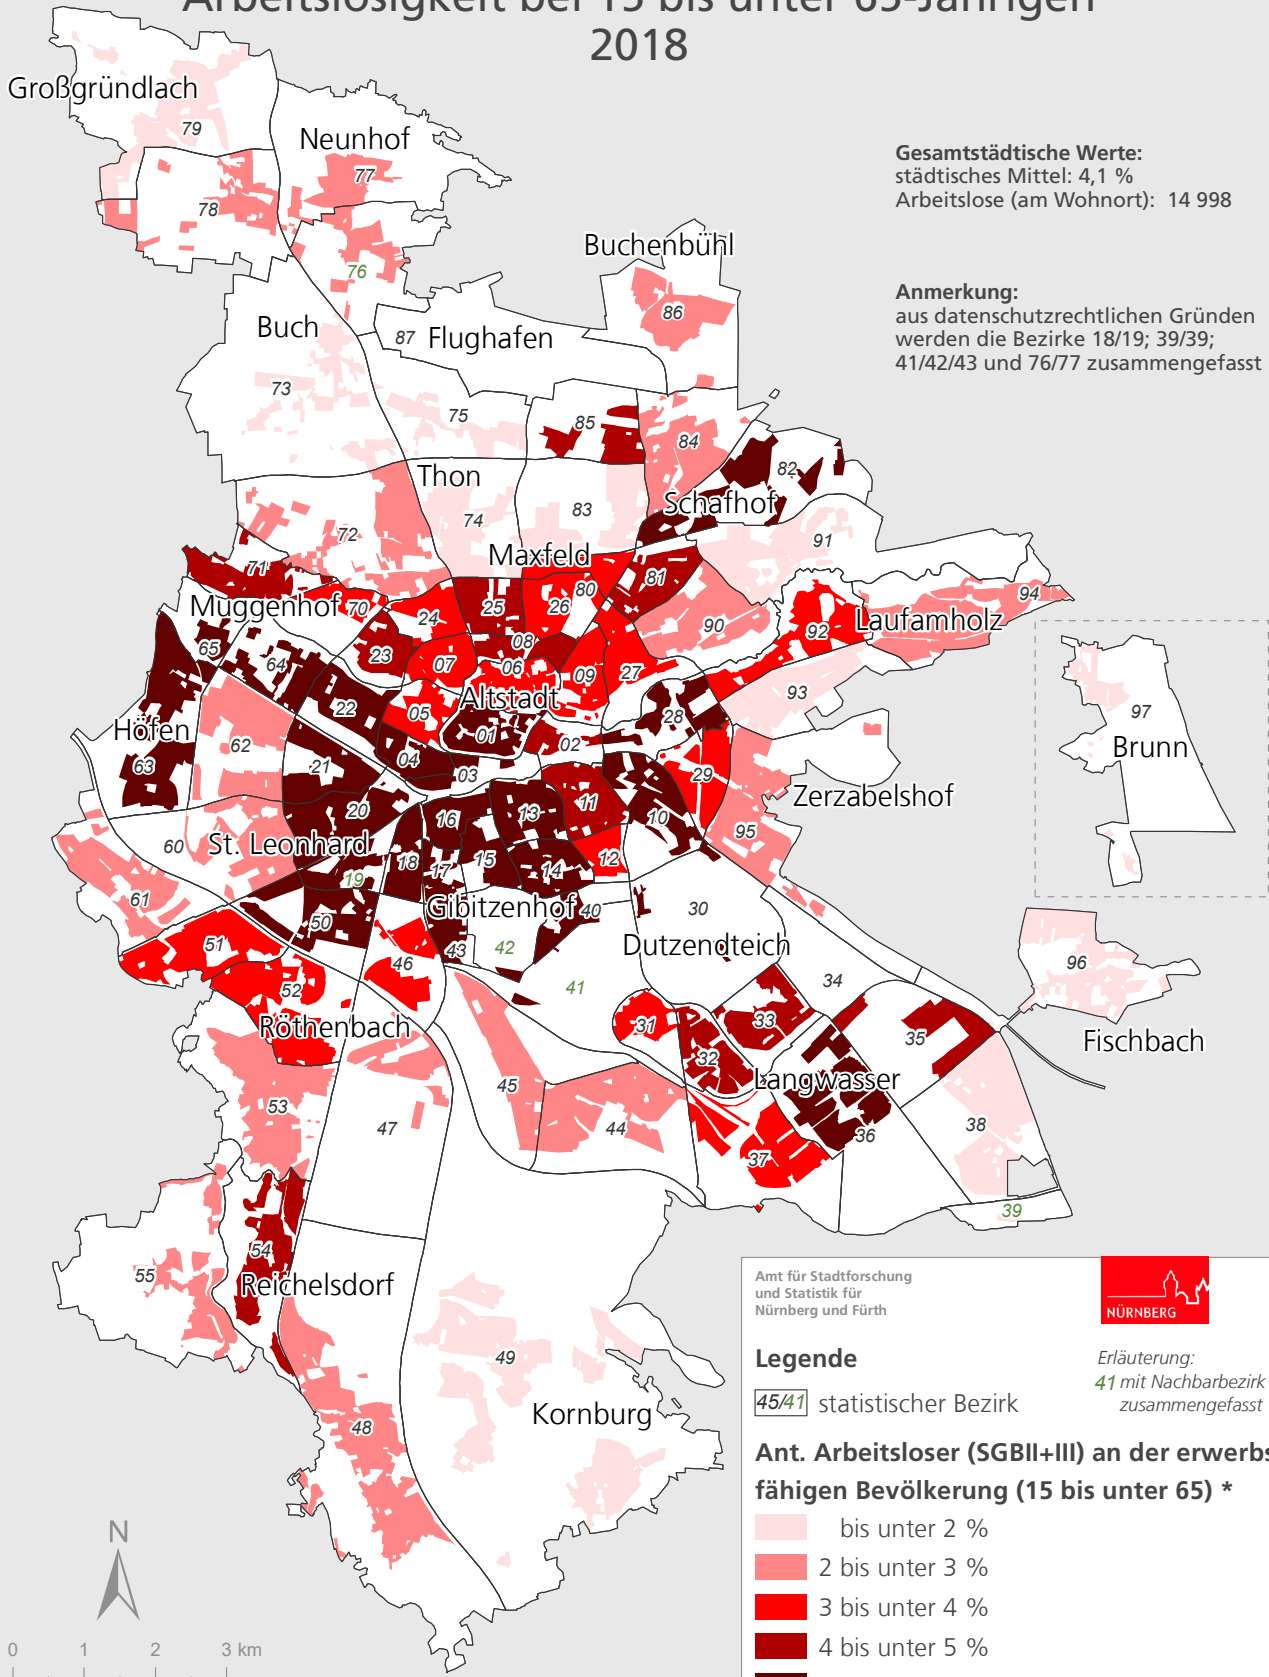 Arbeitslosigkeit bei 15 bis unter 65-Jährigen
2018
Gesamtstädtische Werte:
städtisches Mittel: 4,1 %
Arbeitslose (am Wohnort): 14 998
Anmerkung:
aus datenschutzrechtlichen Gründen
werden die Bezirke 18/19; 39/39;
41/42/43 und 76/77 zusammengefasst
Großgründlach
79
Neunhof
77
78
76
Buchenbühl
86
Buch
87
Flughafen
73
75
85
84
Thon
82
Schafhof
74
83
72
91
Maxfeld
71
81
80
94
Muggenhof
70
24
25
26
90
92
Laufamholz
65
23
08
64
07
06
09
27
93
Altstadt
22
05
28
97
Höfen
01
02
Brunn
62
63
21
04
03
29
Zerzabelshof
20
16
13
11
10
95
60
St. Leonhard
18
17
15
14
12
61
19
Gibitzenhof
40
30
50
51
43
42
Dutzendteich
46
96
52
41
34
Röthenbach
31
33
35
Fischbach
32
Langwasser
45
53
47
44
36
38
37
39
54
55
Reichelsdorf
49
Kornburg
48
N
0 1 2 3 km
Amt für Stadtforschung
und Statistik für
Nürnberg und Fürth
NÜRNBERG
Legende
Erläuterung:
45/41 statistischer Bezirk
41 mit Nachbarbezirk
zusammengefasst
Ant. Arbeitsloser (SGBII+III) an der erwerbs
fähigen Bevölkerung (15 bis unter 65) *
bis unter 2 %
2 bis unter 3 %
3 bis unter 4 %
4 bis unter 5 %